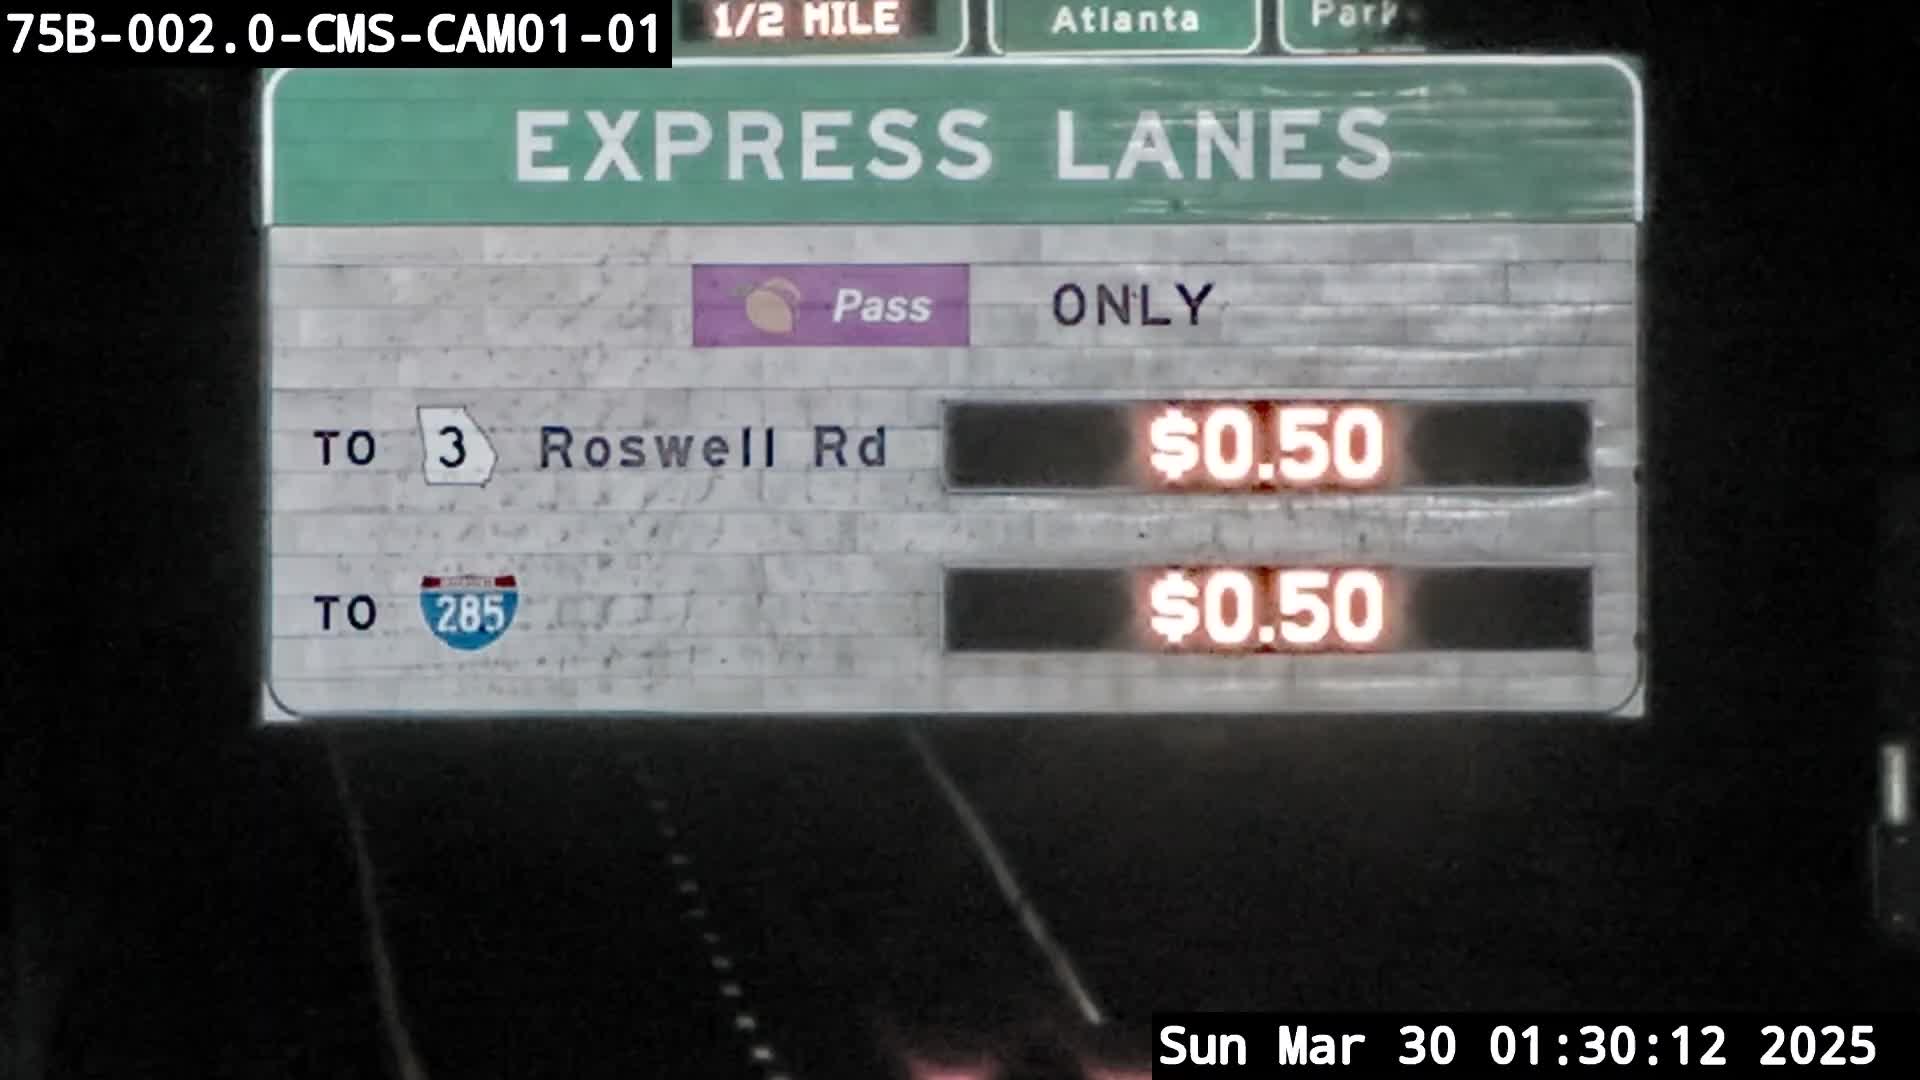 75B-002.0-CMS-CAM01-01
1/2 MILE
Atlanta
Park
EXPRESS LANES
Pass ONLY
TO 3 Roswell Rd $0.50
TO 285 $0.50
Sun Mar 30 01:30:12 2025